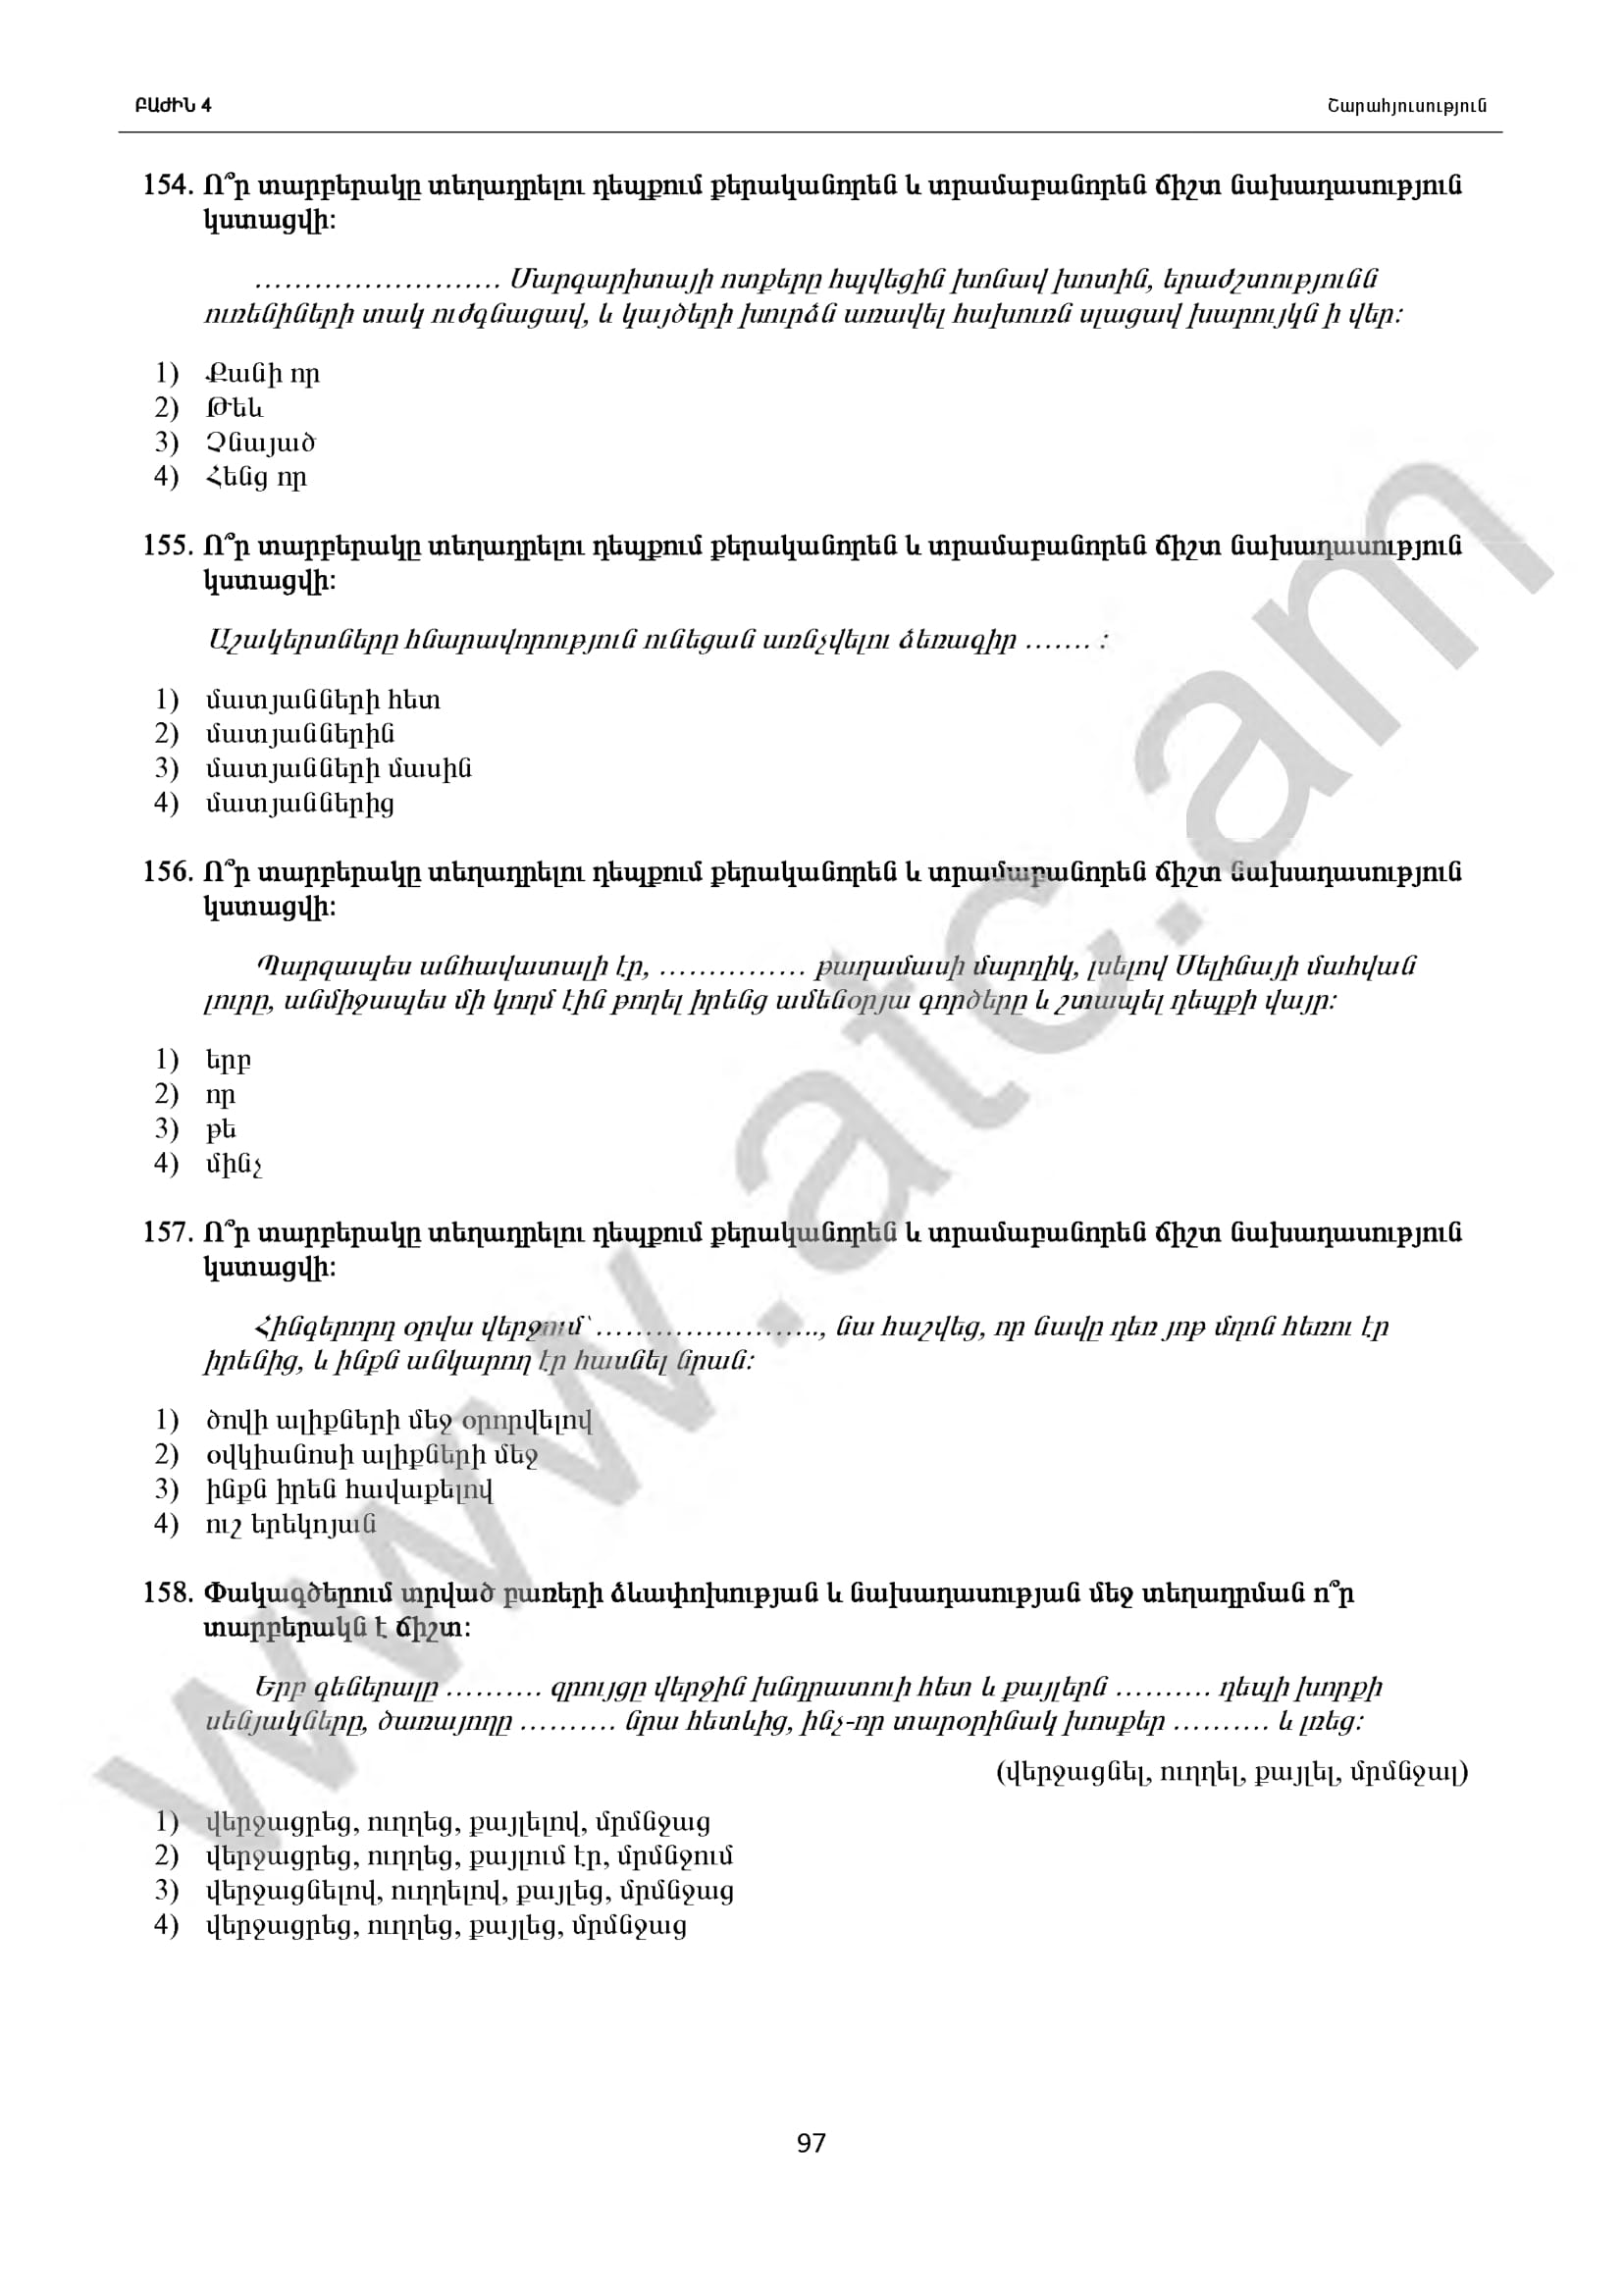 ԲԱԺԻՆ 4 Շարահյուսություն
154. Ո՞ր տարբերակը տեղադրելու դեպքում քերականորեն և տրամաբանորեն ճիշտ նախադասություն
կստացվի:
......................... Մարգարիտայի ոտքերը հպվեցին խոնավ խոտին, երաժշտությունն
ուռենիների տակ ուժգնացավ, և կայծերի խուրձն առավել հախուռն սլացավ խարույկն ի վեր:
1) Քանի որ
2) Թեև
3) Չնայած
4) Հենց որ
155. Ո՞ր տարբերակը տեղադրելու դեպքում քերականորեն և տրամաբանորեն ճիշտ նախադասություն
կստացվի:
Աշակերտները հնարավորություն ունեցան առնչվելու ձեռագիր ....... :
1) մատյանների հետ
2) մատյաններին
3) մատյանների մասին
4) մատյաններից
156. Ո՞ր տարբերակը տեղադրելու դեպքում քերականորեն և տրամաբանորեն ճիշտ նախադասություն
կստացվի:
Պարզապես անհավատալի էր, ............... թաղամասի մարդիկ, լսելով Սելինայի մահվան
լուրը, անմիջապես մի կողմ էին թողել իրենց ամենօրյա գործերը և շտապել դեպքի վայր:
1) երբ
2) որ
3) թե
4) մինչ
157. Ո՞ր տարբերակը տեղադրելու դեպքում քերականորեն և տրամաբանորեն ճիշտ նախադասություն
կստացվի:
Հինգերորդ օրվա վերջում՝ ......................., նա հաշվեց, որ նավը դեռ յոթ մղոն հեռու էր
իրենից, և ինքն անկարող էր հասնել նրան:
1) ծովի ալիքների մեջ օրորվելով
2) օվկիանոսի ալիքների մեջ
3) ինքն իրեն հավաքելով
4) ուշ երեկոյան
158. Փակագծերում տրված բառերի ձևափոխության և նախադասության մեջ տեղադրման ո՞ր
տարբերակն է ճիշտ:
Երբ գեներալը .......... զրույցը վերջին խնդրատուի հետ և քայլերն .......... դեպի խորքի
սենյակները, ծառայողը .......... նրա հետևից, ինչ-որ տարօրինակ խոսքեր .......... և լռեց:
(վերջացնել, ուղղել, քայլել, մրմնջալ)
1) վերջացրեց, ուղղեց, քայլելով, մրմնջաց
2) վերջացրեց, ուղղեց, քայլում էր, մրմնջում
3) վերջացնելով, ուղղելով, քայլեց, մրմնջաց
4) վերջացրեց, ուղղեց, քայլեց, մրմնջաց
www.atc.am
97